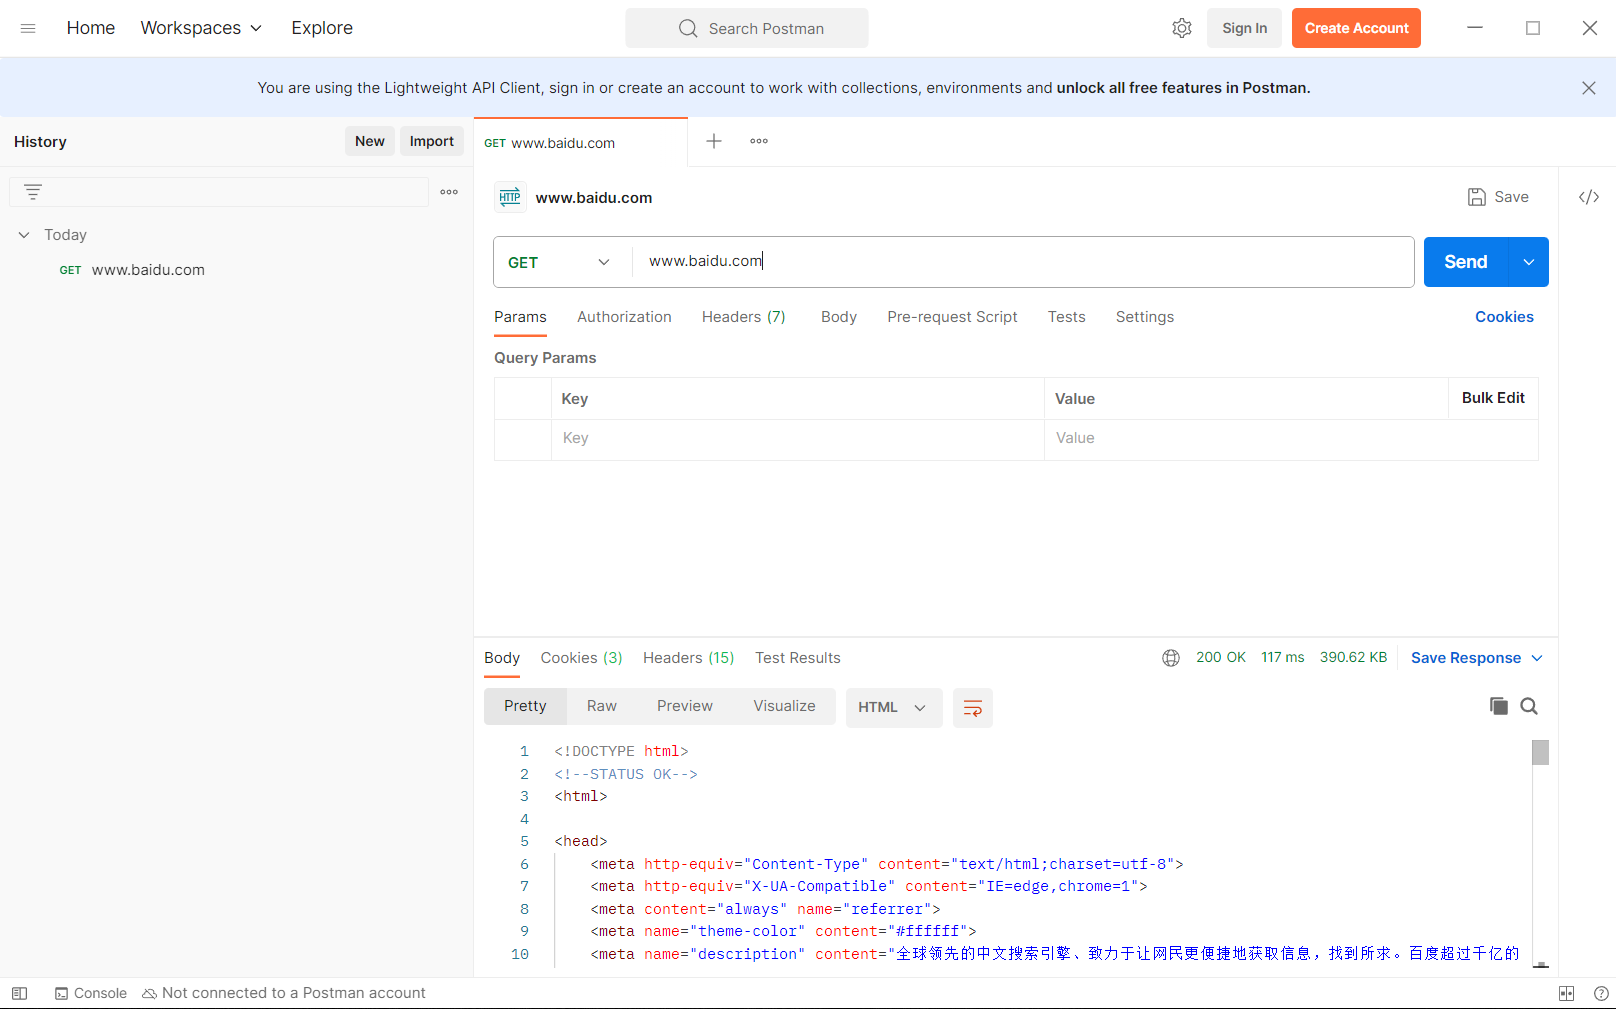 Home Workspaces Explore Search Postman Sign In Create Account
You are using the Lightweight API Client, sign in or create an account to work with collections, environments and unlock all free features in Postman.
History New Import
GET www.baidu.com
HTTP www.baidu.com Save </>
Today
GET www.baidu.com
GET www.baidu.com Send
Params Authorization Headers (7) Body Pre-request Script Tests Settings Cookies
Query Params
Key Value Bulk Edit
Key Value
Body Cookies (3) Headers (15) Test Results 200 OK 117 ms 390.62 KB Save Response
Pretty Raw Preview Visualize HTML
1 <!DOCTYPE html>
2 <!--STATUS OK-->
3 <html>
4
5 <head>
6 <meta http-equiv="Content-Type" content="text/html;charset=utf-8">
7 <meta http-equiv="X-UA-Compatible" content="IE=edge,chrome=1">
8 <meta content="always" name="referrer">
9 <meta name="theme-color" content="#ffffff">
10 <meta name="description" content="全球领先的中文搜索引擎、致力于让网民更便捷地获取信息，找到所求。百度超过千亿的
Console Not connected to a Postman account